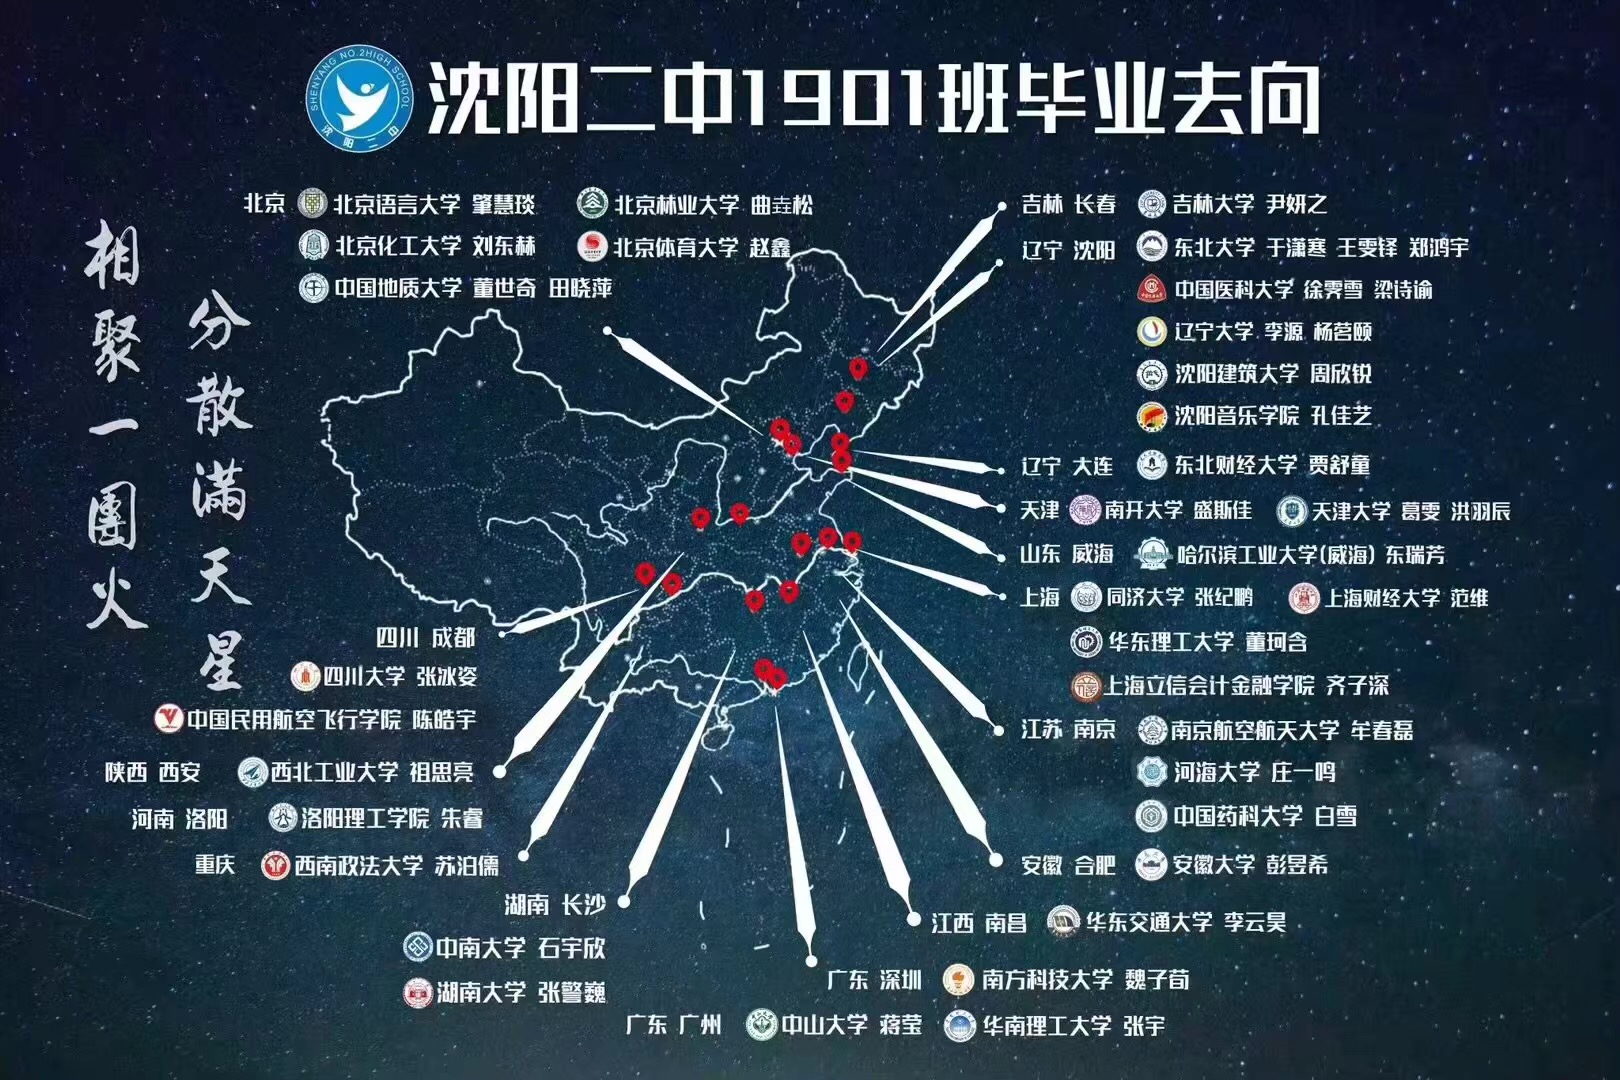 SHENYANG NO.2HIGH SCHOOL
沈阳二中
沈阳二中1901班毕业去向
相聚一團火
分散满天星
北京 北京语言大学 肇慧琰 北京林业大学 曲垚松
北京化工大学 刘东赫 北京体育大学 赵鑫
中国地质大学 董世奇 田晓萍
吉林 长春 吉林大学 尹妍之
辽宁 沈阳 东北大学 于潇寒 王雯铎 郑鸿宇
中国医科大学 徐霁雪 梁诗谕
辽宁大学 李源 杨茗颐
沈阳建筑大学 周欣锐
沈阳音乐学院 孔佳艺
辽宁 大连 东北财经大学 贾舒童
天津 南开大学 盛斯佳 天津大学 葛雯 洪羽辰
山东 威海 哈尔滨工业大学(威海) 东瑞芳
上海 同济大学 张纪鹏 上海财经大学 范维
华东理工大学 董珂含
上海立信会计金融学院 齐子深
江苏 南京 南京航空航天大学 牟春磊
河海大学 庄一鸣
中国药科大学 白雪
安徽 合肥 安徽大学 彭昱希
江西 南昌 华东交通大学 李云昊
四川 成都
四川大学 张冰姿
中国民用航空飞行学院 陈皓宇
陕西 西安 西北工业大学 祖思亮
河南 洛阳 洛阳理工学院 朱睿
重庆 西南政法大学 苏泊儒
湖南 长沙
中南大学 石宇欣
湖南大学 张警巍
广东 深圳 南方科技大学 魏子荀
广东 广州 中山大学 蒋莹 华南理工大学 张宇